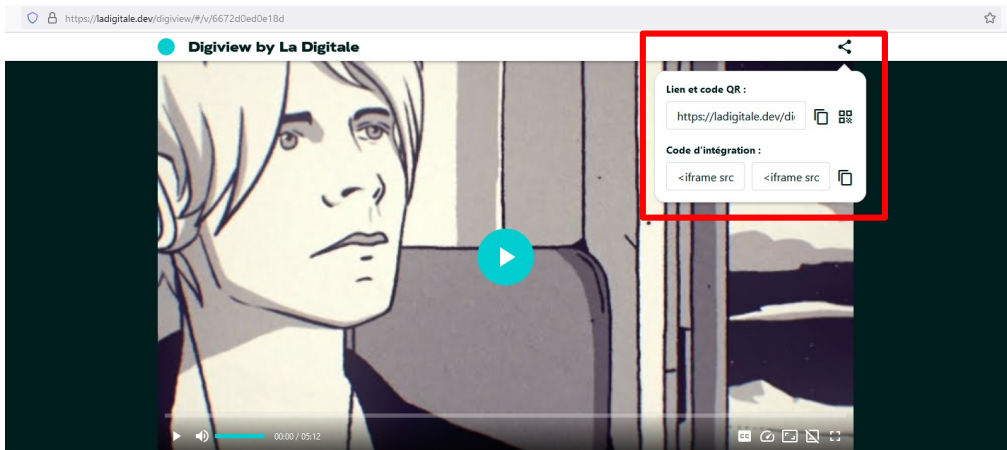 https://ladigitale.dev/digiview/#/v/6672d0ed0e18d
Digiview by La Digitale
Lien et code QR :
https://ladigitale.dev/di
Code d'intégration :
<iframe src <iframe src
00:00 / 05:12
CC